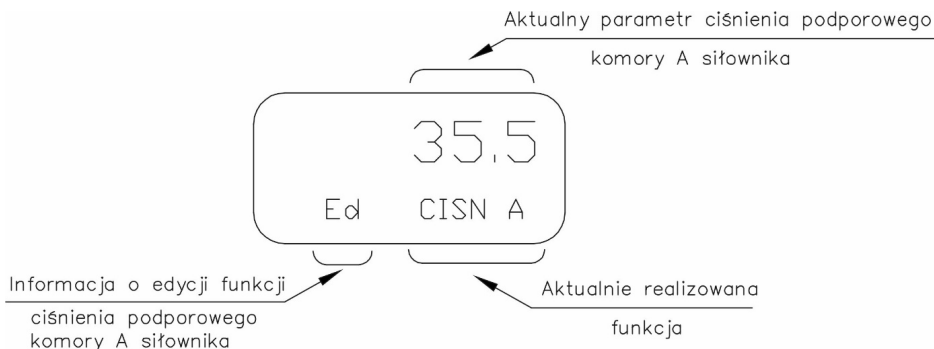 Aktualny parametr ciśnienia podporowego
komory A siłownika
35.5
Ed CISN A
Informacja o edycji funkcji
ciśnienia podporowego
komory A siłownika
Aktualnie realizowana
funkcja